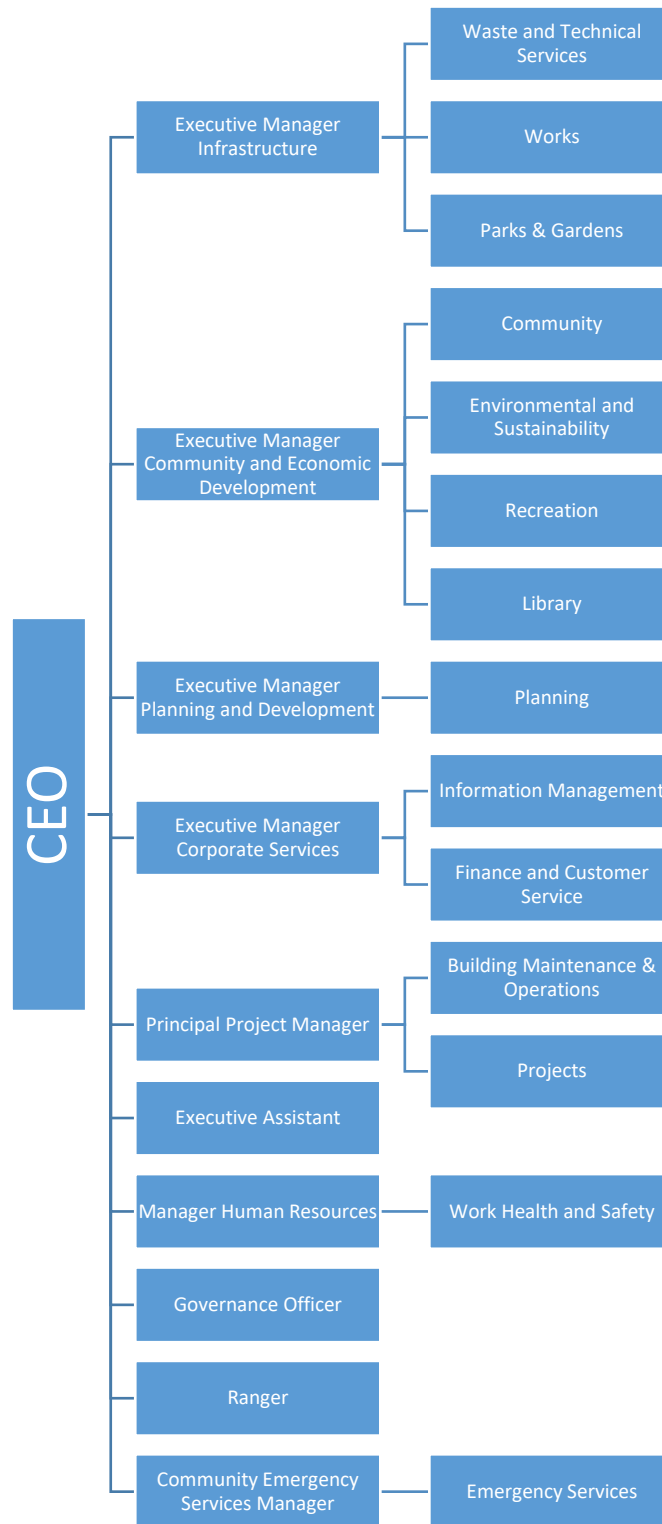 CEO
Executive Manager
Infrastructure
Waste and Technical
Services
Works
Parks & Gardens
Executive Manager
Community and Economic
Development
Community
Environmental and
Sustainability
Recreation
Library
Executive Manager
Planning and Development
Planning
Executive Manager
Corporate Services
Information Management
Finance and Customer
Service
Principal Project Manager
Building Maintenance &
Operations
Projects
Executive Assistant
Manager Human Resources
Work Health and Safety
Governance Officer
Ranger
Community Emergency
Services Manager
Emergency Services